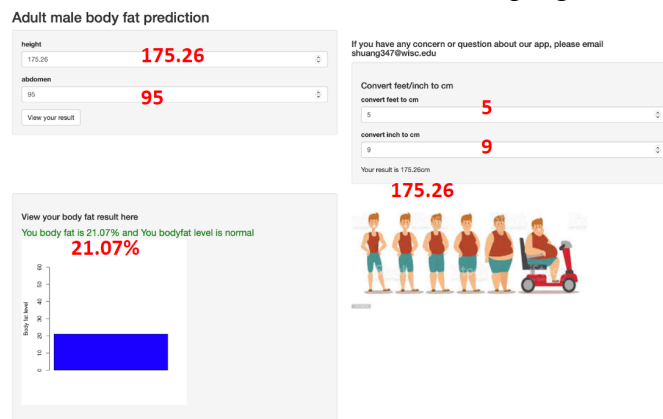 Adult male body fat prediction
height
175.26
175.26
abdomen
95
95
View your result
If you have any concern or question about our app, please email
shuang347@wisc.edu
Convert feet/inch to cm
convert feet to cm
5
5
convert inch to cm
9
9
Your result is 175.26cm
175.26
View your body fat result here
You body fat is 21.07% and You bodyfat level is normal
21.07%
Body fat level
60
50
40
30
20
10
0